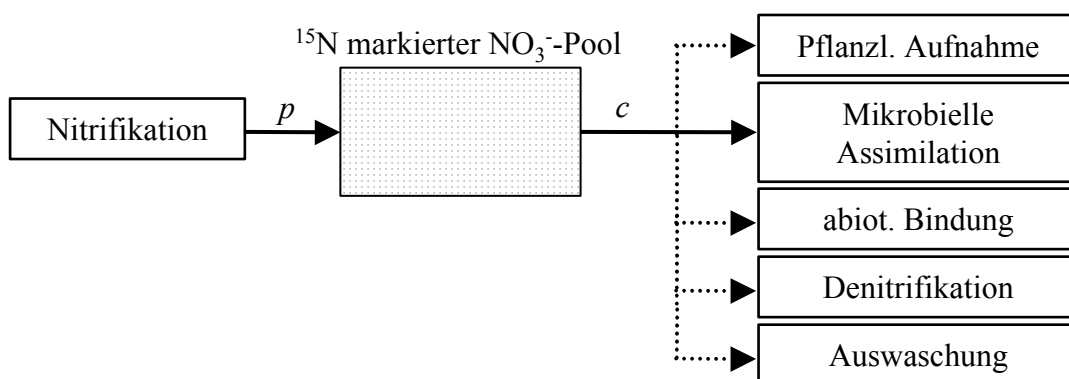 ¹⁵N markierter NO₃⁻-Pool
Nitrifikation
p
c
Pflanzl. Aufnahme
Mikrobielle
Assimilation
abiot. Bindung
Denitrifikation
Auswaschung